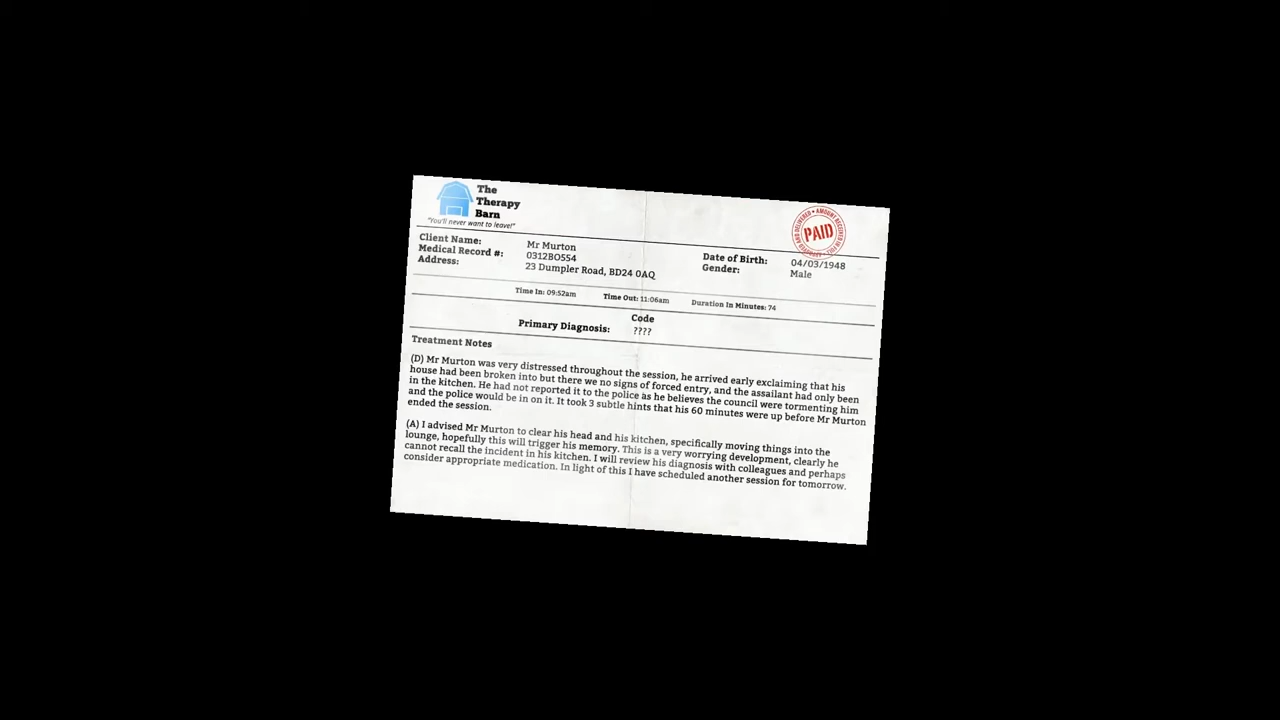 The
Therapy
Barn
"You'll never want to leave!"
PAID
Client Name: Mr Murton
Medical Record #: 0312BO554
Address: 23 Dumpler Road, BD24 0AQ
Date of Birth: 04/03/1948
Gender: Male
Time In: 09:52am Time Out: 11:06am Duration In Minutes: 74
Code
Primary Diagnosis: ????
Treatment Notes
(D) Mr Murton was very distressed throughout the session, he arrived early exclaiming that his
house had been broken into but there we no signs of forced entry, and the assailant had only been
in the kitchen. He had not reported it to the police as he believes the council were tormenting him
and the police would be in on it. It took 3 subtle hints that his 60 minutes were up before Mr Murton
ended the session.
(A) I advised Mr Murton to clear his head and his kitchen, specifically moving things into the
lounge, hopefully this will trigger his memory. This is a very worrying development, clearly he
cannot recall the incident in his kitchen. I will review his diagnosis with colleagues and perhaps
consider appropriate medication. In light of this I have scheduled another session for tomorrow.